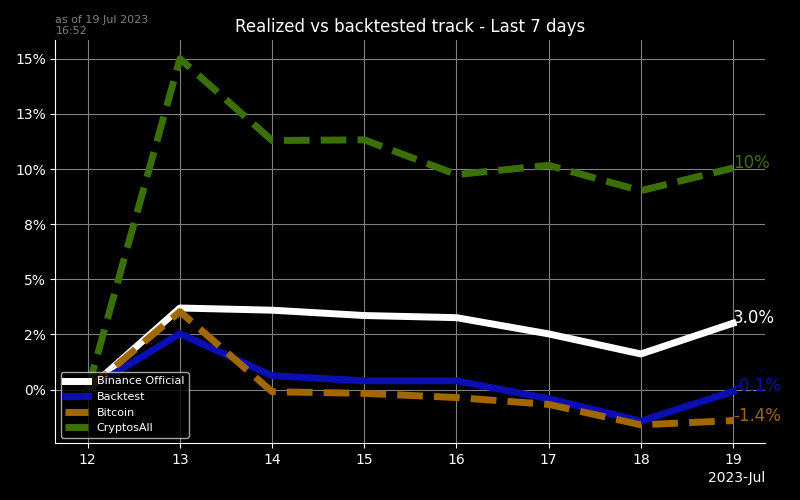 as of 19 Jul 2023
16:52
Realized vs backtested track - Last 7 days
15%
13%
10%
8%
5%
2%
0%
10%
3.0%
-0.1%
-1.4%
Binance Official
Backtest
Bitcoin
CryptosAll
12 13 14 15 16 17 18 19
2023-Jul